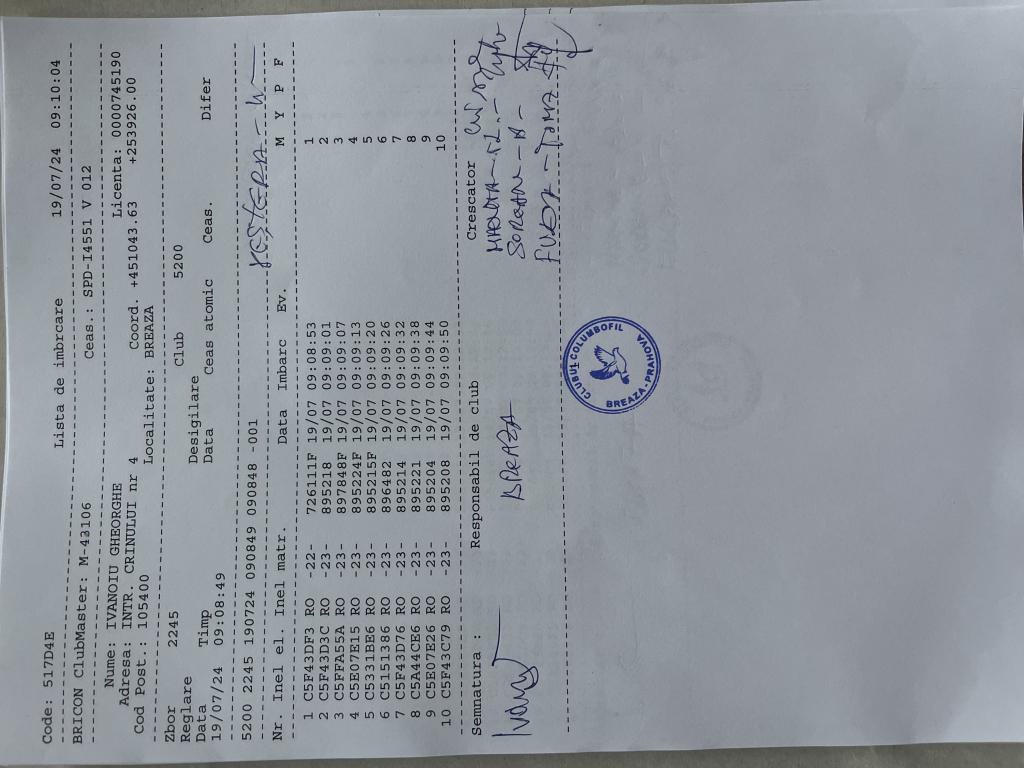 Code: 517D4E Lista de imbarcare 19/07/24 09:10:04
BRICON ClubMaster: M-43106 Ceas.: SPD-I4551 V 012
Nume: IVANOIU GHEORGHE Licenta: 0000745190
Adresa: INTR. CRINULUI nr 4 Coord. +451043.63 +253926.00
Cod Post.: 105400 Localitate: BREAZA
Zbor 2245 Club 5200
Reglare Desigilare
Data Timp Data Ceas atomic Ceas. Difer
19/07/24 09:08:49
5200 2245 190724 090849 090848 -001
Nr. Inel el. Inel matr. Data Imbarc Ev. M Y P F
1 C5F43DF3 RO -22- 726111F 19/07 09:08:53 1
2 C5F43D3C RO -23- 895218 19/07 09:09:01 2
3 C5FFA55A RO -23- 897848F 19/07 09:09:07 3
4 C5E07E15 RO -23- 895224F 19/07 09:09:13 4
5 C5331BE6 RO -23- 895215F 19/07 09:09:20 5
6 C5151386 RO -23- 896482 19/07 09:09:26 6
7 C5F43D76 RO -23- 895214 19/07 09:09:32 7
8 C5A44CE6 RO -23- 895221 19/07 09:09:38 8
9 C5E07E26 RO -23- 895204 19/07 09:09:44 9
10 C5F43C79 RO -23- 895208 19/07 09:09:50 10
Semnatura : Responsabil de club Crescator
BREAZA
CLUBUL COLUMBOFIL
BREAZA-PRAHOVA